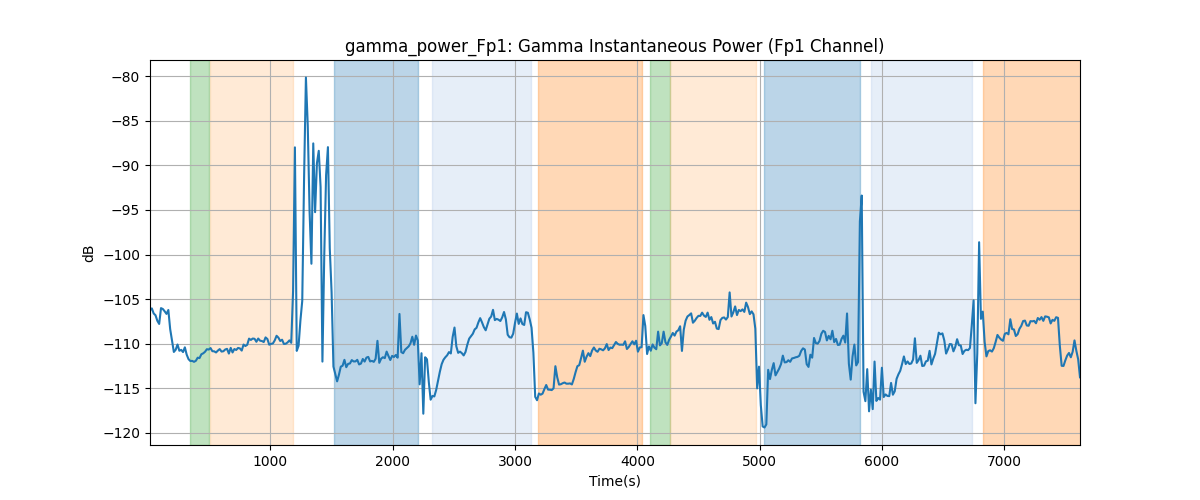 gamma_power_Fp1: Gamma Instantaneous Power (Fp1 Channel)
−80
−85
−90
−95
−100
−105
−110
−115
−120
dB
1000 2000 3000 4000 5000 6000 7000
Time(s)